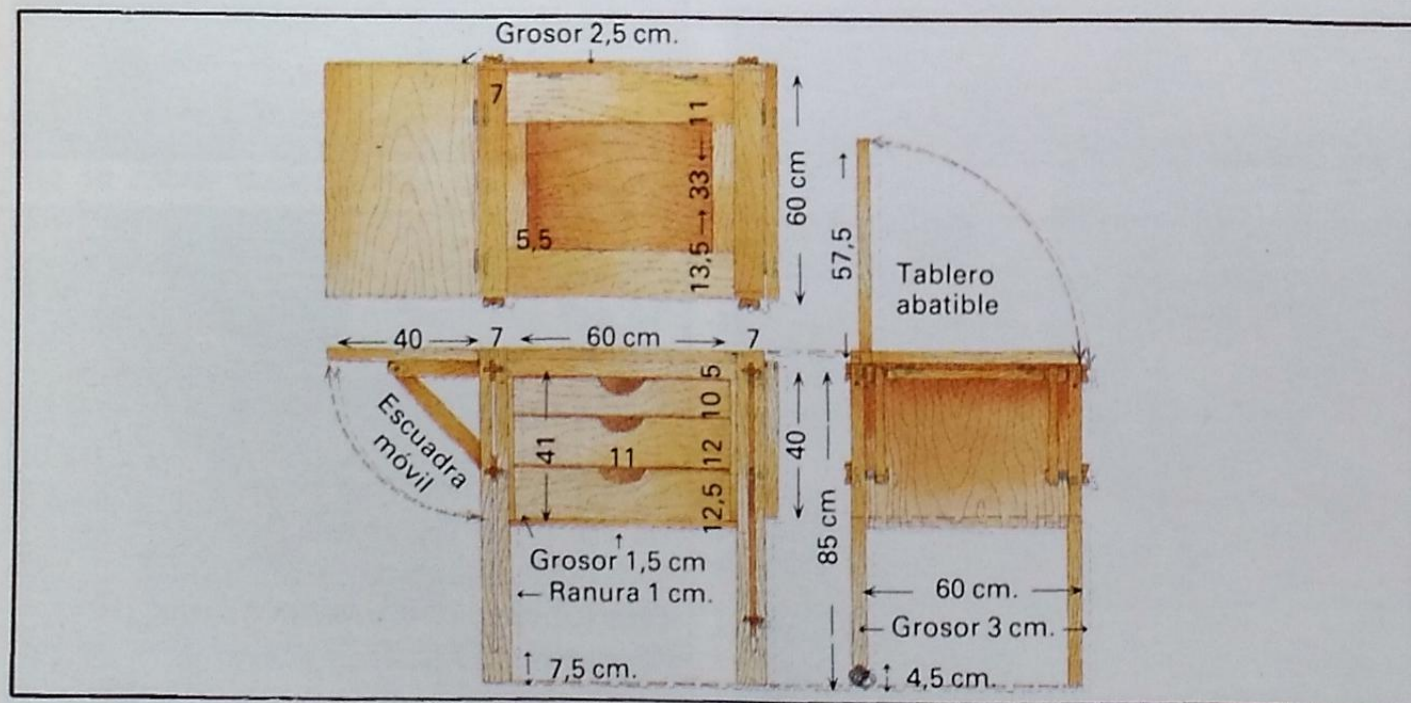 Grosor 2,5 cm.
7
11
33
13,5
5,5
60 cm
57,5
Tablero
abatible
40
7
60 cm
7
Escuadra
móvil
41
11
5
10
12
12,5
40
85 cm
Grosor 1,5 cm
Ranura 1 cm.
7,5 cm.
60 cm.
Grosor 3 cm.
4,5 cm.